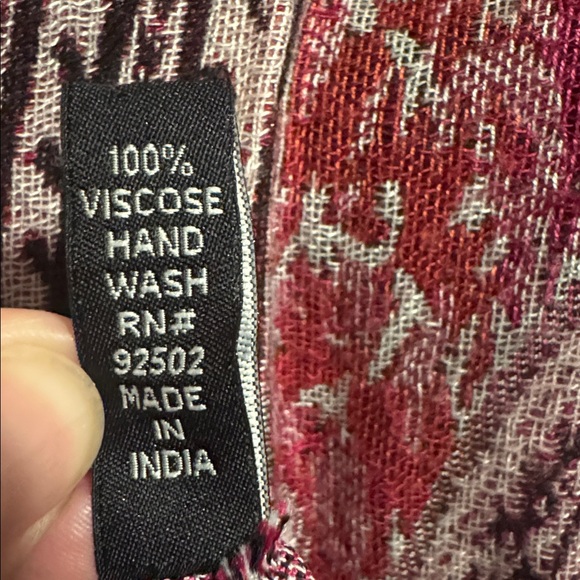 100%
VISCOSE
HAND
WASH
RN#
92502
MADE
IN
INDIA